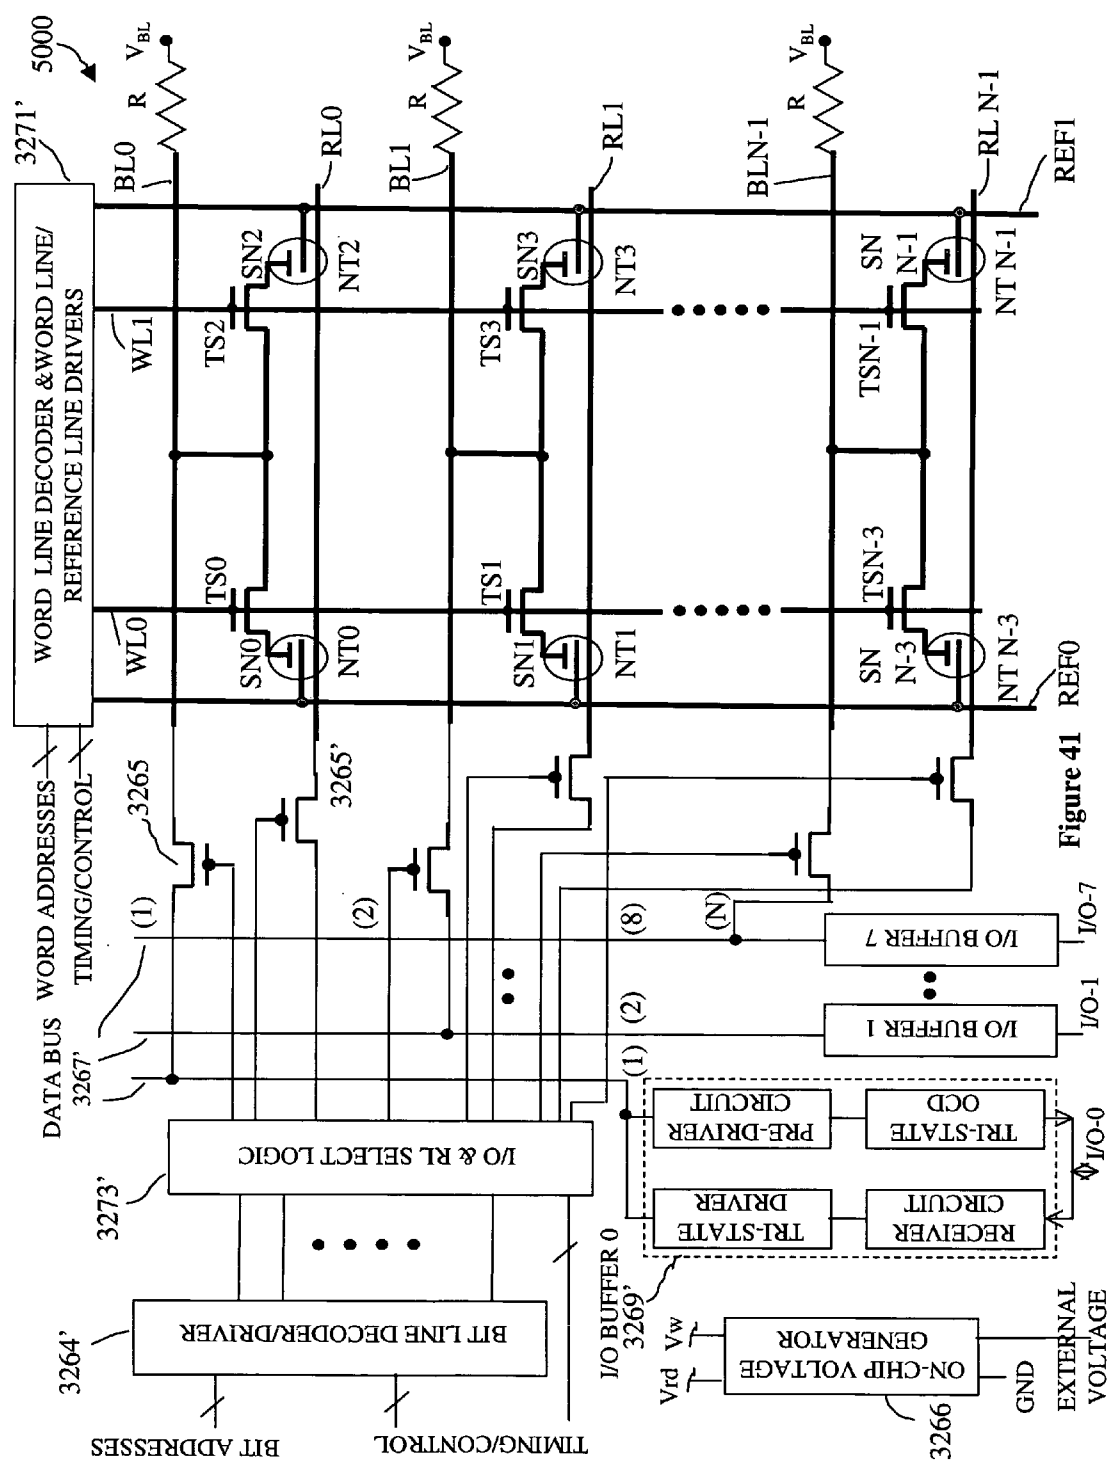 5000
3271'
WORD LINE DECODER &WORD LINE/
REFERENCE LINE DRIVERS
WORD ADDRESSES
TIMING/CONTROL
WL0
WL1
REF0
REF1
BL0
R
VBL
RL0
TS0
SN0
NT0
TS2
SN2
NT2
BL1
R
VBL
RL1
TS1
SN1
NT1
TS3
SN3
NT3
BLN-1
R
VBL
RL N-1
TSN-3
SN
N-3
NT N-3
TSN-1
SN
N-1
NT N-1
3265
3265'
DATA BUS
3267'
(1)
(2)
(8)
(N)
(2)
(1)
I/O & RL SELECT LOGIC
3273'
BIT LINE DECODER/DRIVER
3264'
BIT ADDRESSES
TIMING/CONTROL
TIMING/CONTROL
I/O BUFFER 0
3269'
PRE-DRIVER
CIRCUIT
TRI-STATE
OCD
TRI-STATE
DRIVER
RECEIVER
CIRCUIT
I/O-0
I/O BUFFER 1
I/O-1
I/O BUFFER 7
I/O-7
Vrd
Vw
ON-CHIP VOLTAGE
GENERATOR
3266
GND
EXTERNAL
VOLTAGE
Figure 41